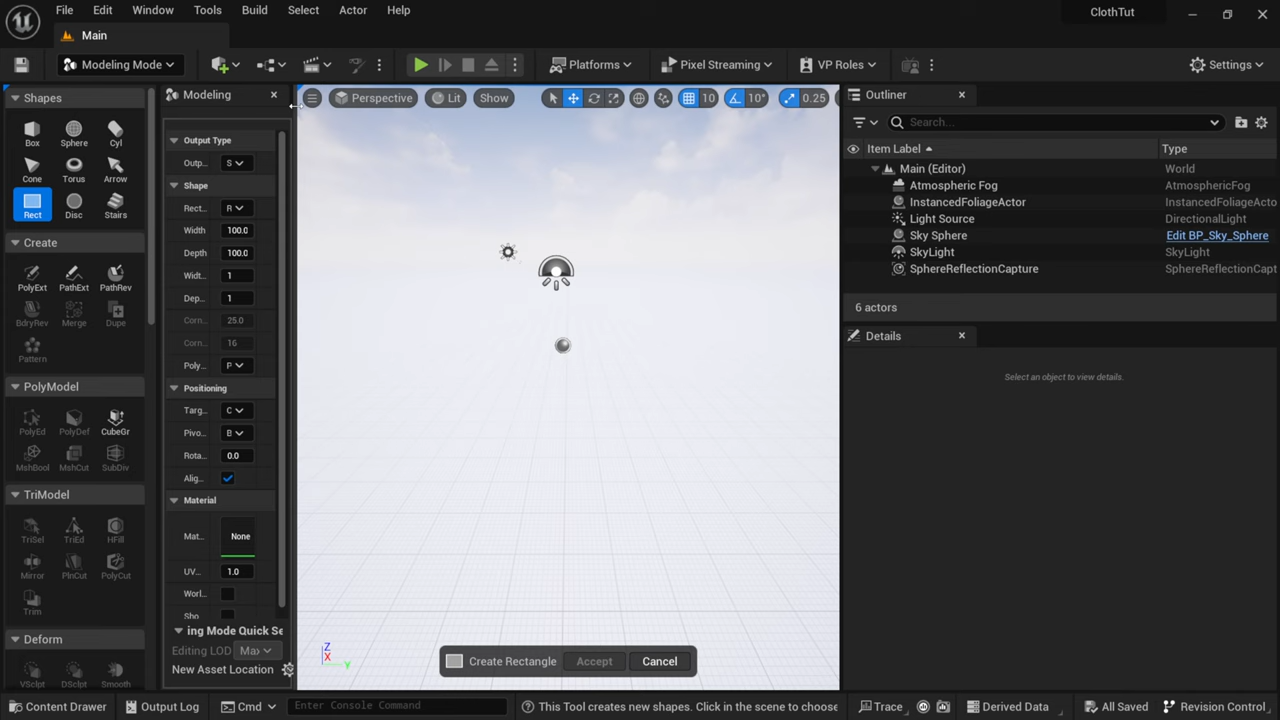 File Edit Window Tools Build Select Actor Help
ClothTut
Main
Modeling Mode
Platforms
Pixel Streaming
VP Roles
Settings
Shapes
Box Sphere Cyl
Cone Torus Arrow
Rect Disc Stairs
Create
PolyExt PathExt PathRev
BdryRev Merge Dupe
Pattern
PolyModel
PolyEd PolyDef CubeGr
MshBool MshCut SubDiv
TriModel
TriSel TriEd HFill
Mirror PlnCut PolyCut
Trim
Deform
VSculpt DSculpt Smooth
Modeling
Output Type
Outp... S
Shape
Rect... R
Width 100.0
Depth 100.0
Widt... 1
Dep... 1
Corn... 25.0
Corn... 16
Poly... P
Positioning
Targ... C
Pivo... B
Rota... 0.0
Alig...
Material
Mat... None
UV... 1.0
Worl...
Sho
ing Mode Quick Se
Editing LOD Max
New Asset Location
Perspective Lit Show 10 10° 0.25
Z
X
Y
Create Rectangle Accept Cancel
Outliner
Search...
Item Label Type
Main (Editor) World
Atmospheric Fog AtmosphericFog
InstancedFoliageActor InstancedFoliageActo
Light Source DirectionalLight
Sky Sphere Edit BP_Sky_Sphere
SkyLight SkyLight
SphereReflectionCapture SphereReflectionCapt
6 actors
Details
Select an object to view details.
Content Drawer Output Log Cmd Enter Console Command This Tool creates new shapes. Click in the scene to choose Trace Derived Data All Saved Revision Control